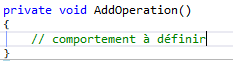 private void AddOperation()
{
// comportement à définir
}